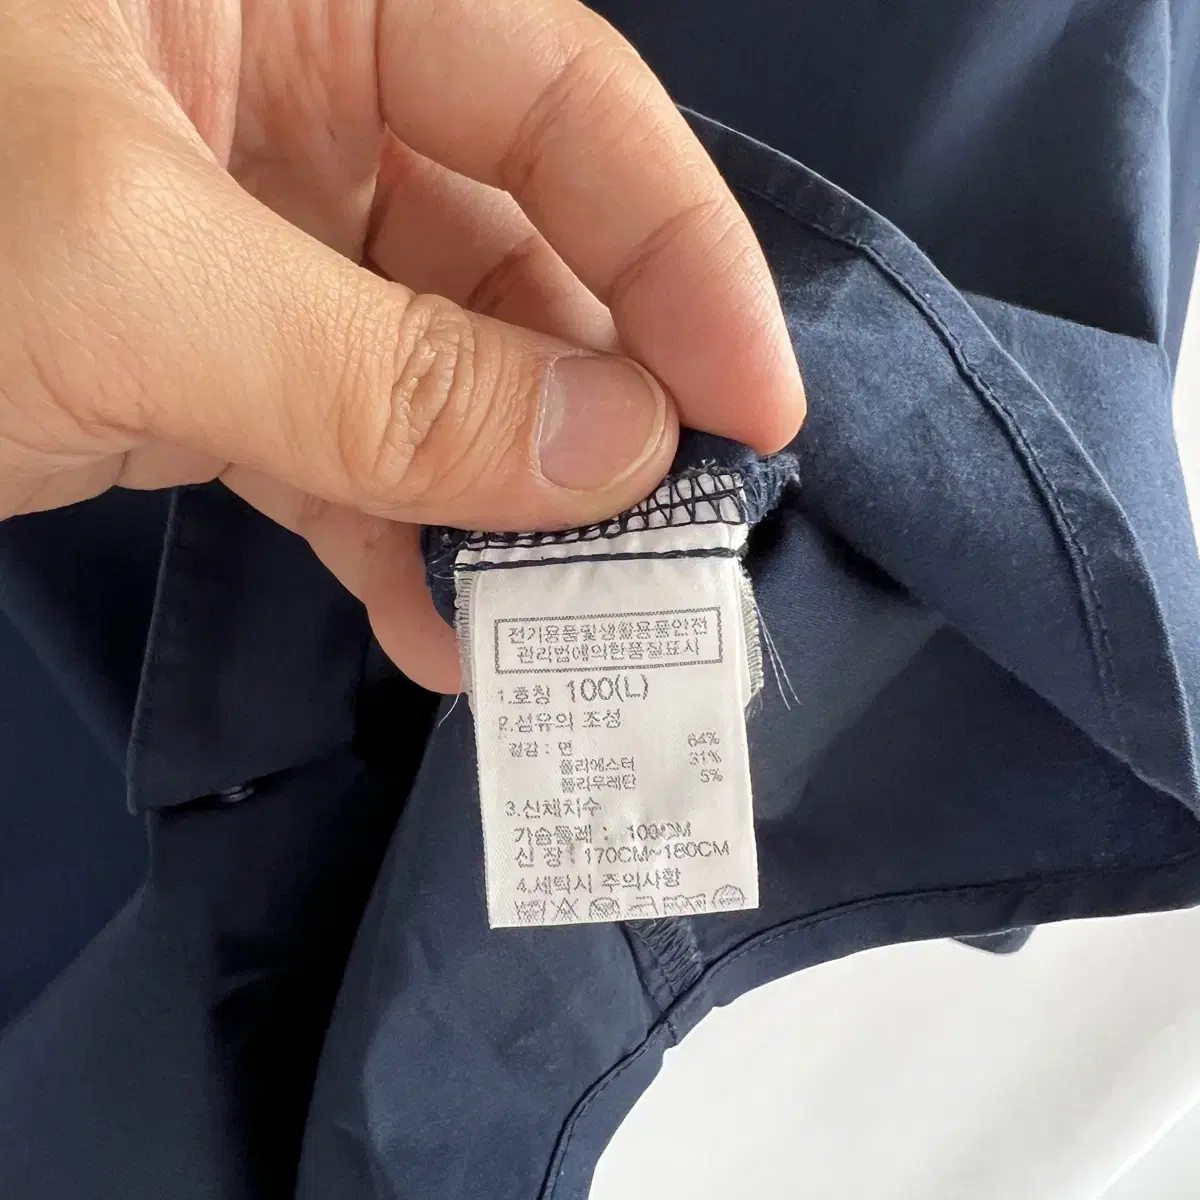 전기용품및생활용품안전
관리법에의한품질표시
1.호칭 100(L)
2.섬유의 조성
겉감 : 면 64%
폴리에스터 31%
폴리우레탄 5%
3.신체치수
가슴둘레 : 100CM
신 장 : 170CM~180CM
4.세탁시 주의사항